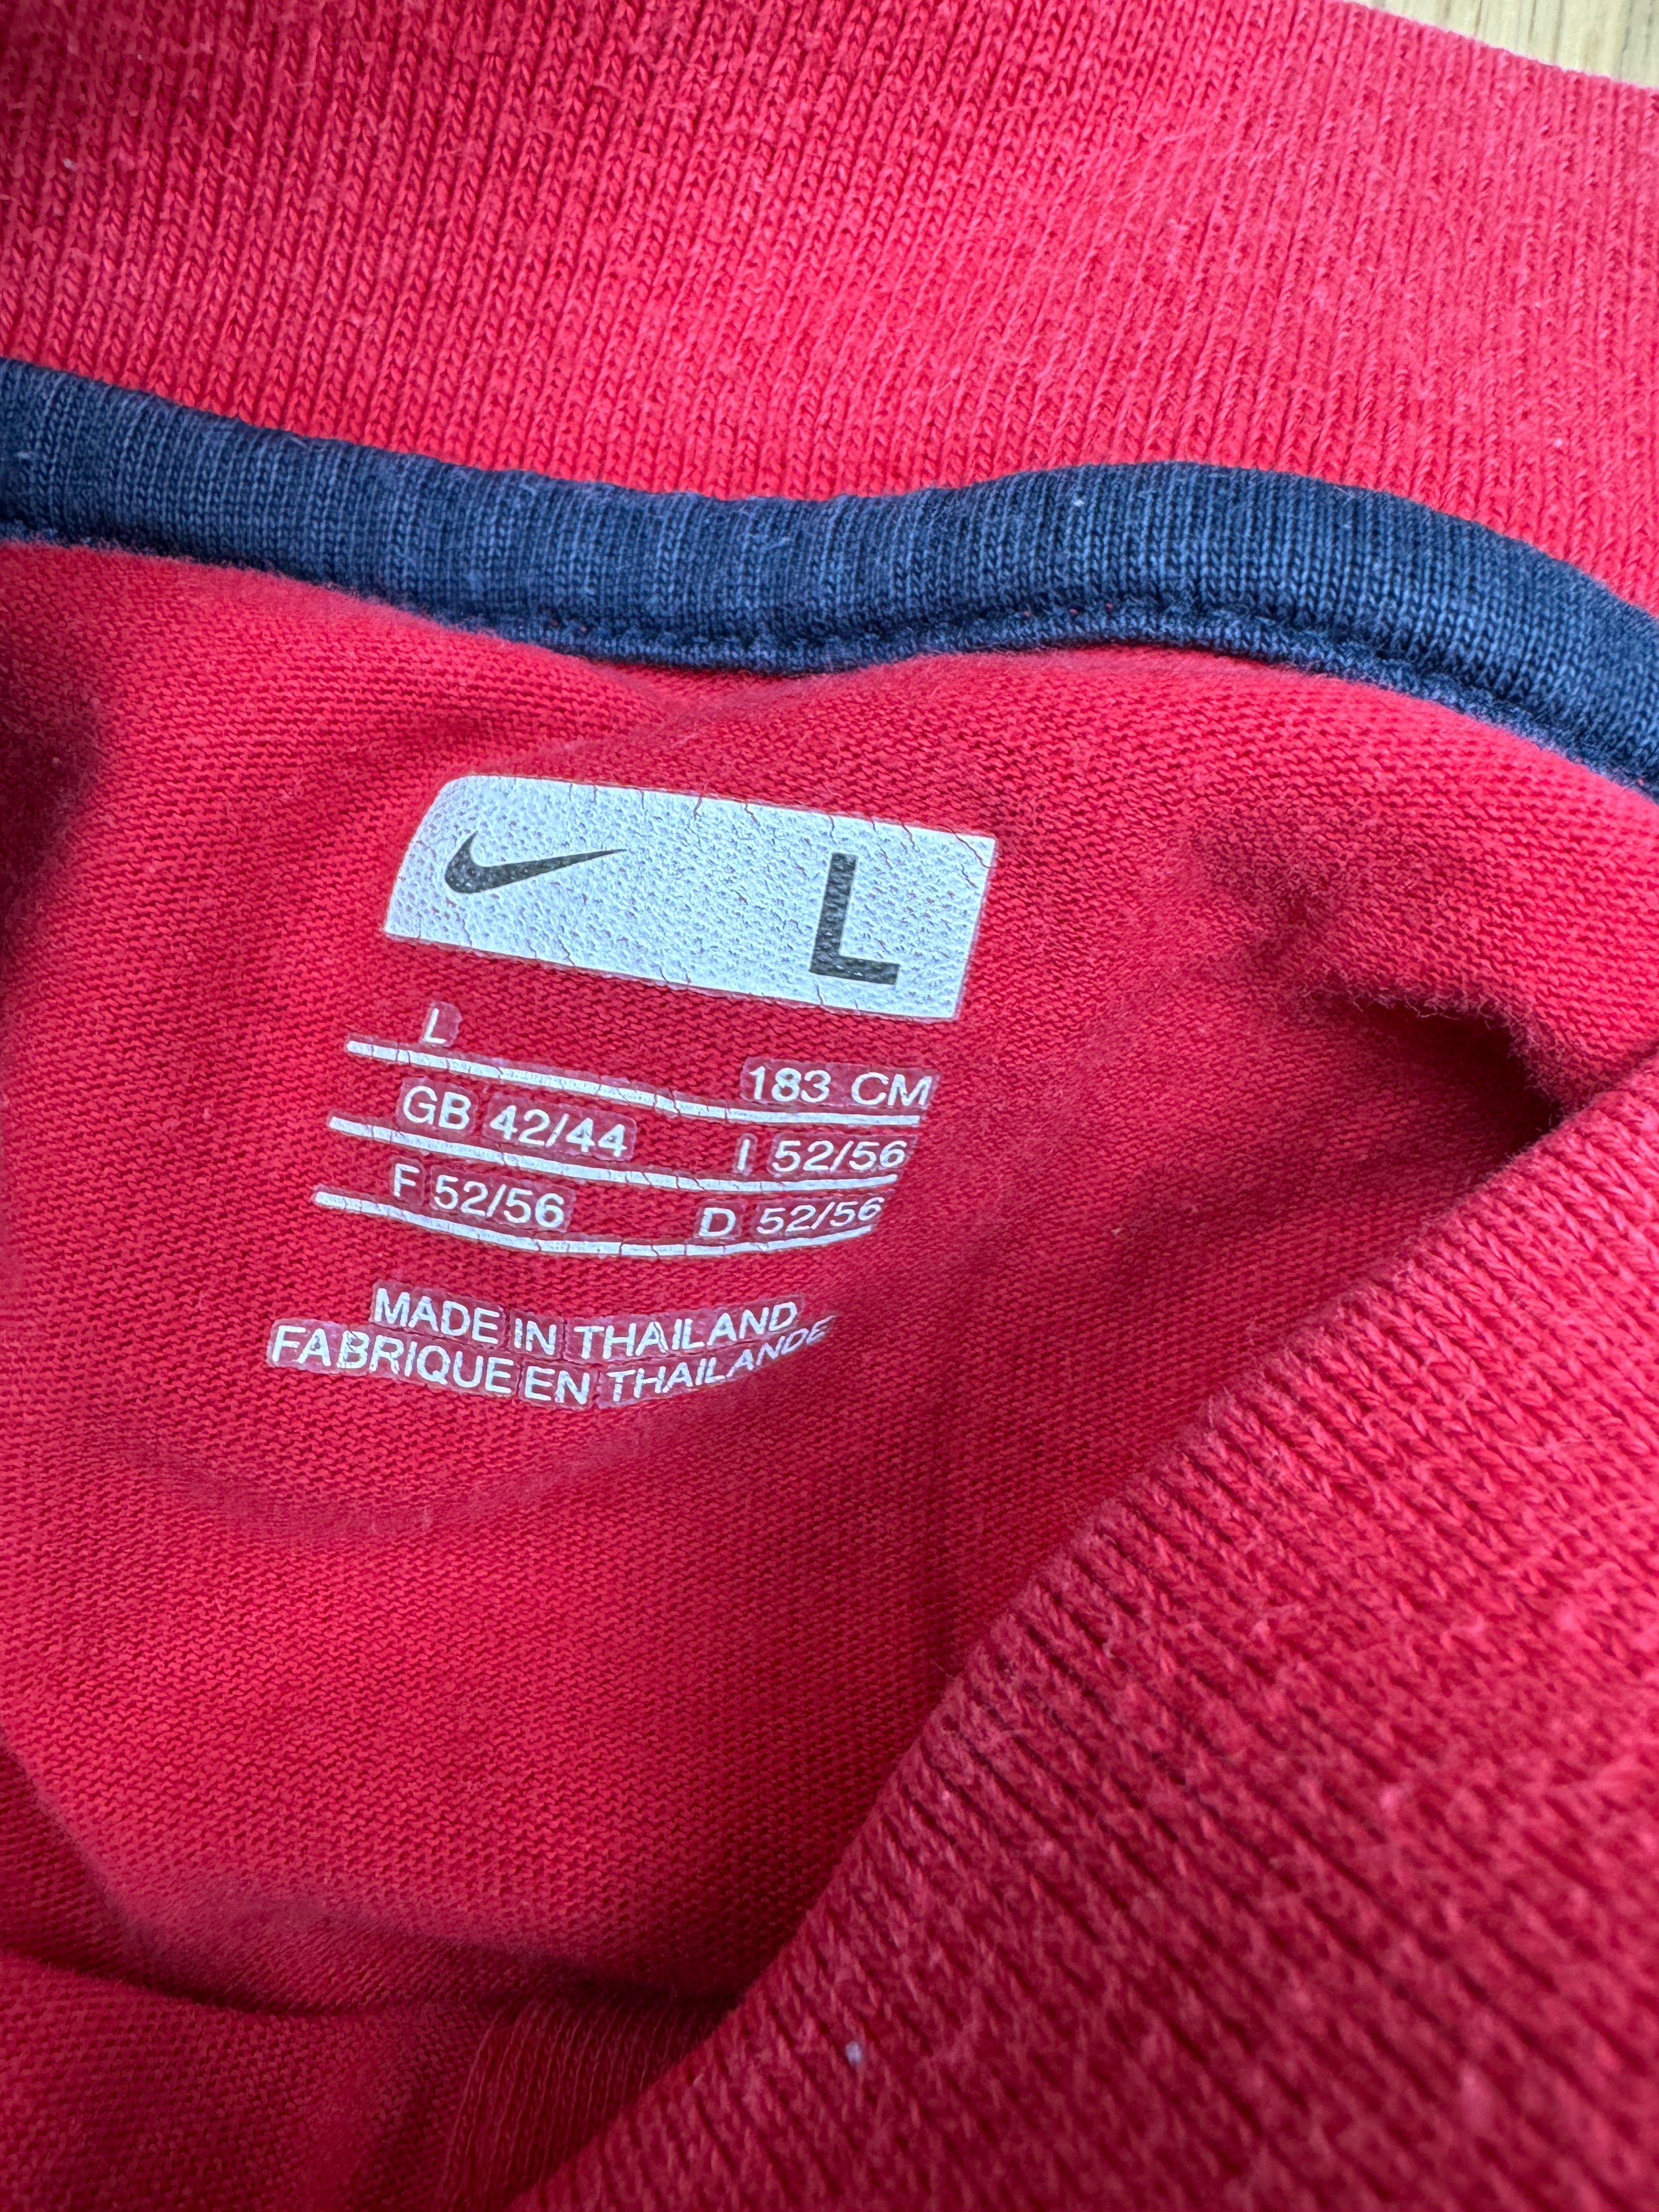 L
L
183 CM
GB 42/44 I 52/56
F 52/56 D 52/56
MADE IN THAILAND
FABRIQUE EN THAILANDE